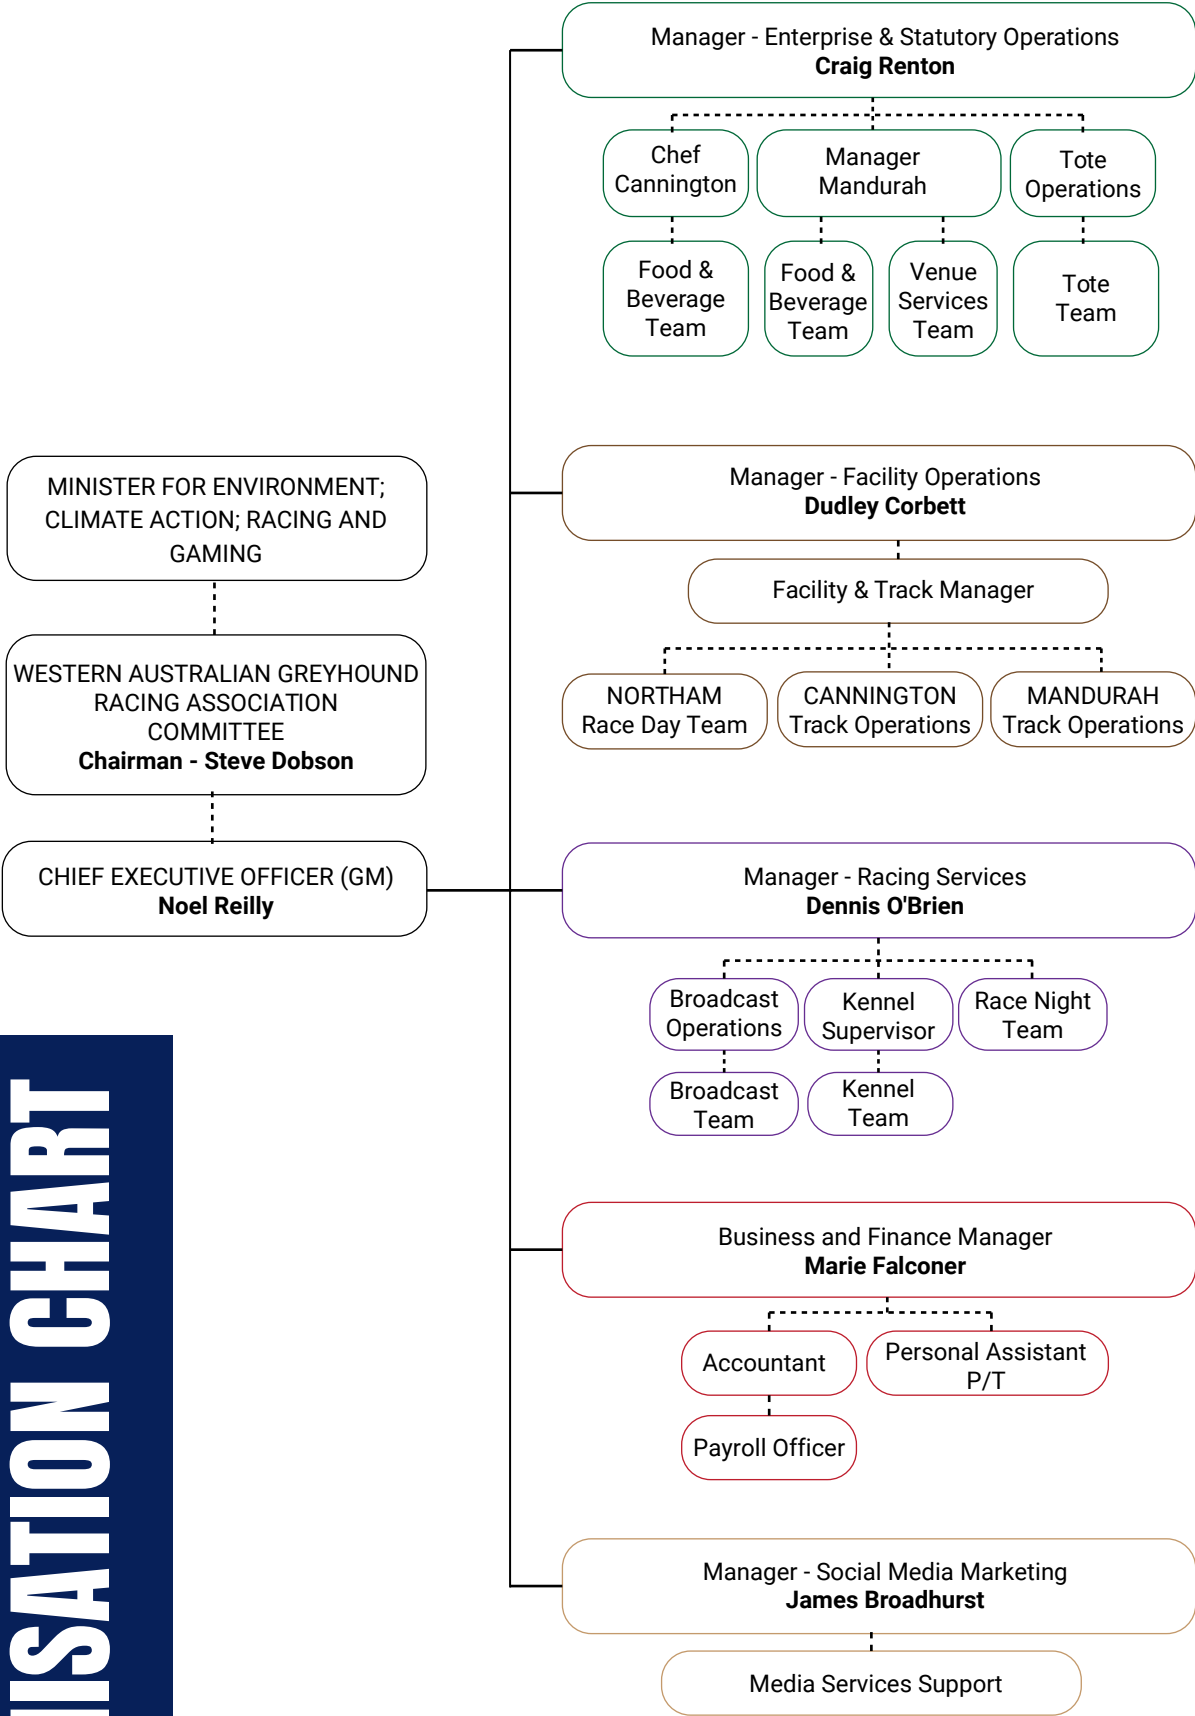 Manager - Enterprise & Statutory Operations
Craig Renton
Chef
Cannington
Manager
Mandurah
Tote
Operations
Food &
Beverage
Team
Food &
Beverage
Team
Venue
Services
Team
Tote
Team
MINISTER FOR ENVIRONMENT;
CLIMATE ACTION; RACING AND
GAMING
WESTERN AUSTRALIAN GREYHOUND
RACING ASSOCIATION
COMMITTEE
Chairman - Steve Dobson
CHIEF EXECUTIVE OFFICER (GM)
Noel Reilly
Manager - Facility Operations
Dudley Corbett
Facility & Track Manager
NORTHAM
Race Day Team
CANNINGTON
Track Operations
MANDURAH
Track Operations
Manager - Racing Services
Dennis O'Brien
Broadcast
Operations
Kennel
Supervisor
Race Night
Team
Broadcast
Team
Kennel
Team
Business and Finance Manager
Marie Falconer
Accountant
Personal Assistant
P/T
Payroll Officer
Manager - Social Media Marketing
James Broadhurst
Media Services Support
ISATION CHART